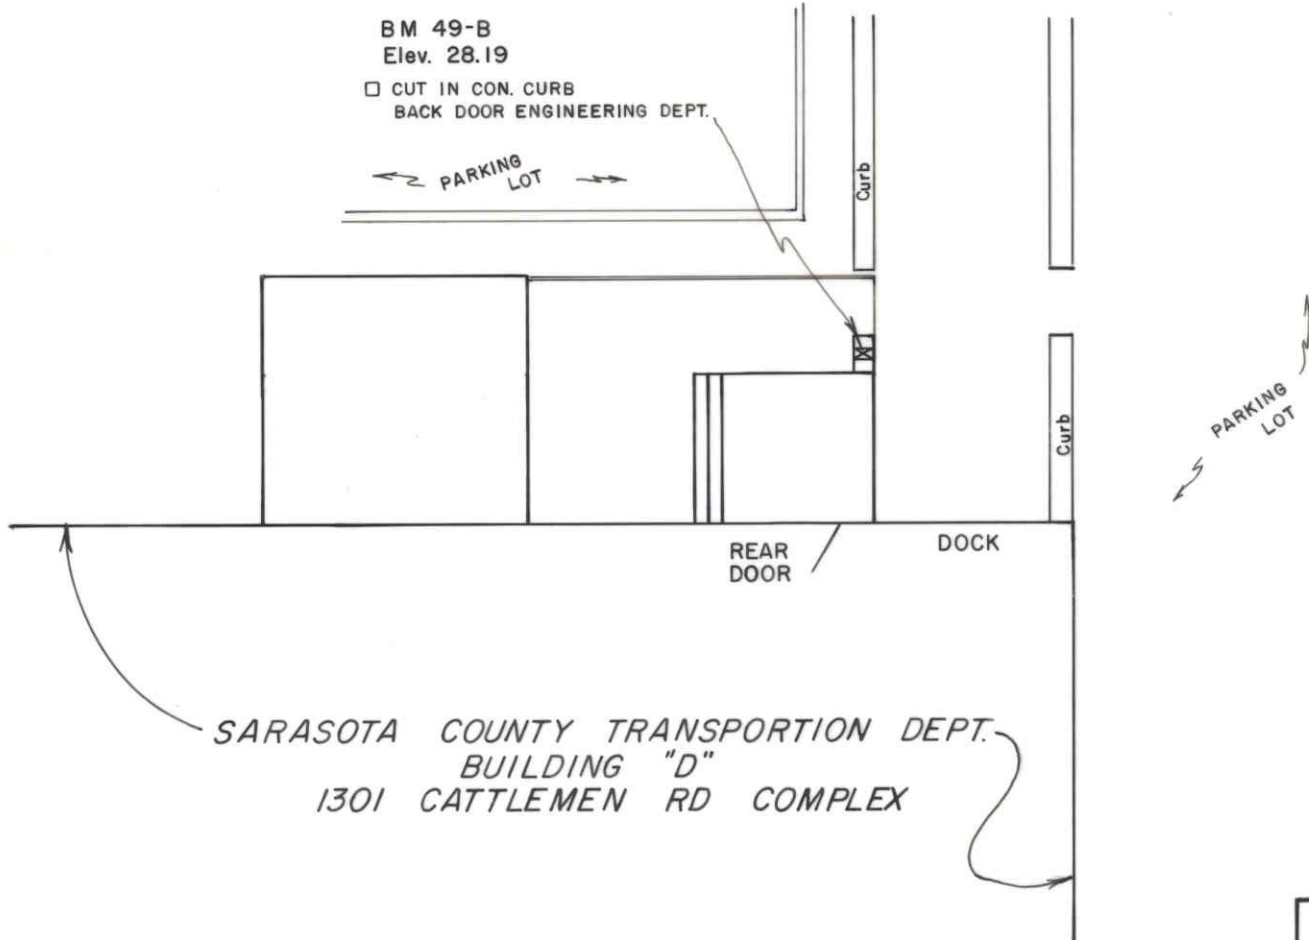 BM 49-B
Elev. 28.19
□ CUT IN CON. CURB
BACK DOOR ENGINEERING DEPT.
PARKING
LOT
Curb
PARKING
LOT
Curb
REAR
DOOR
DOCK
SARASOTA COUNTY TRANSPORTION DEPT.
BUILDING "D"
1301 CATTLEMEN RD COMPLEX